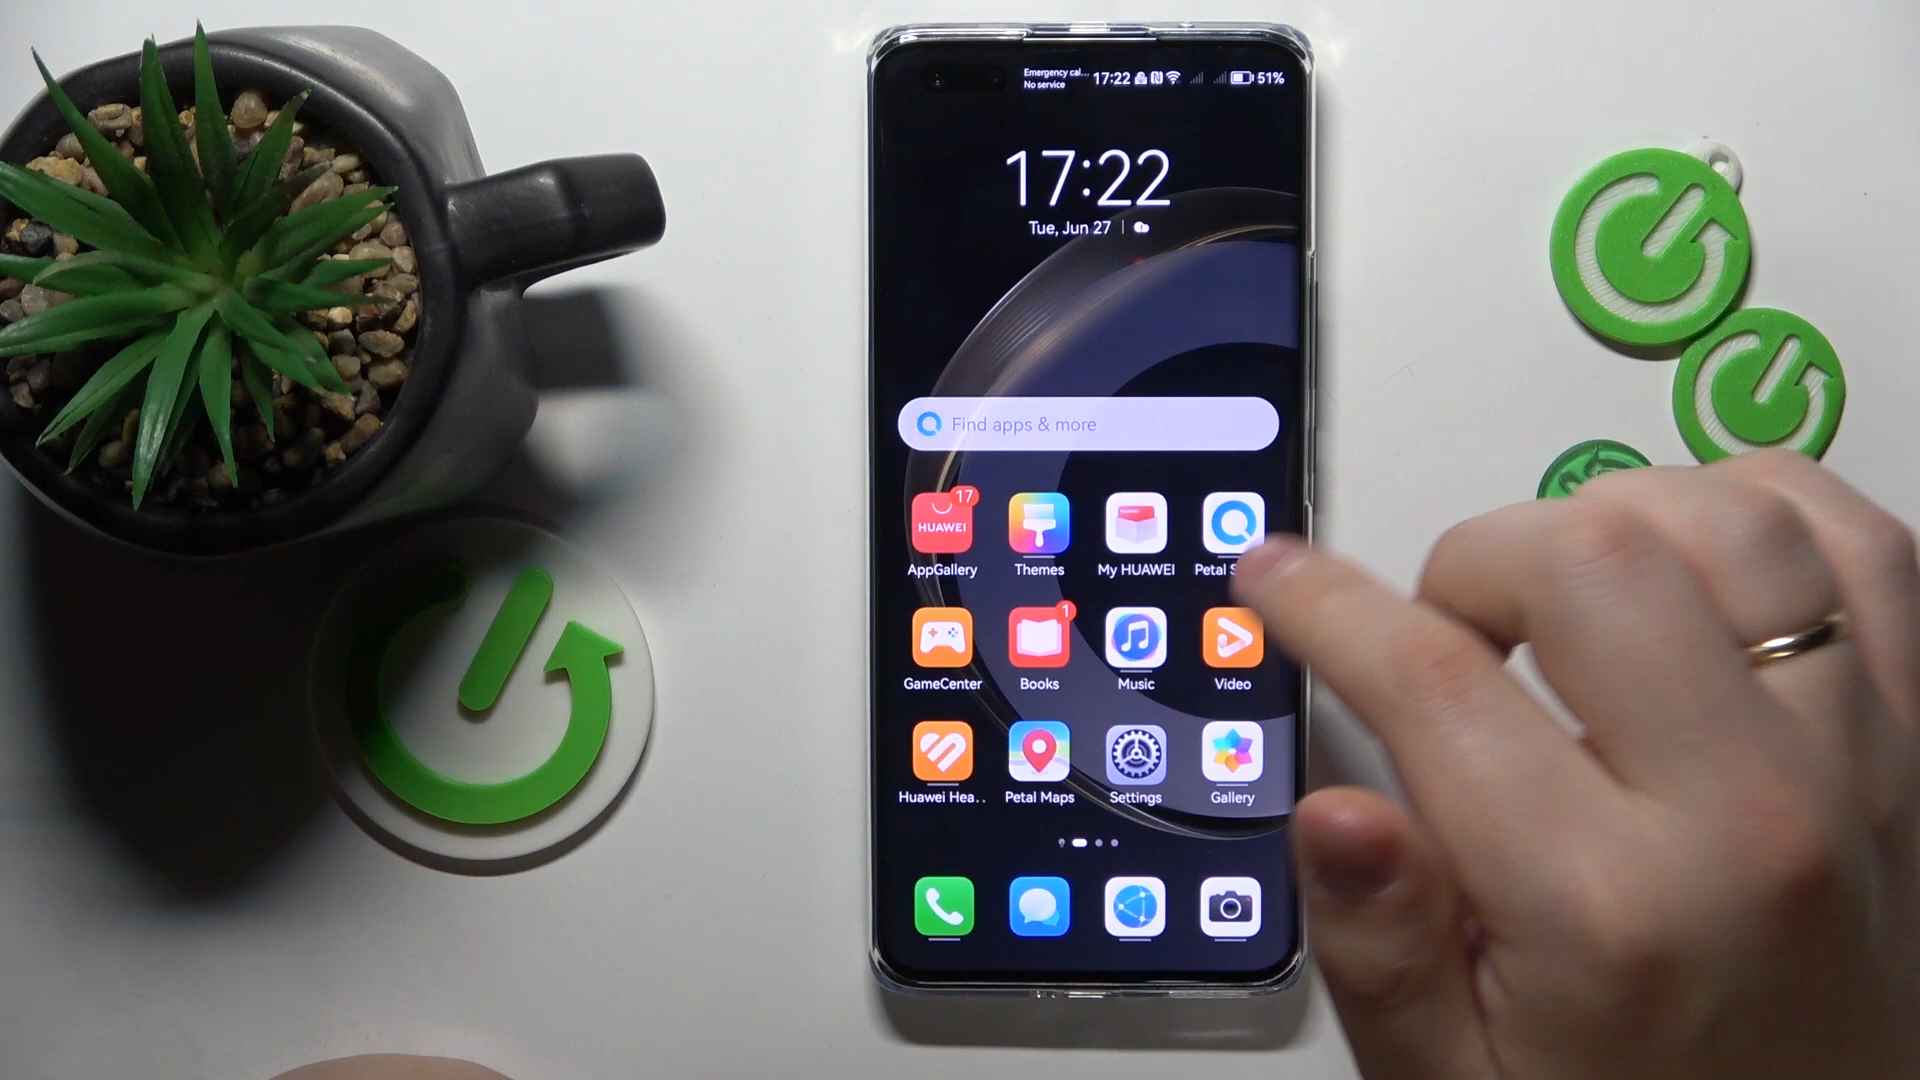 Emergency cal...
No service
17:22
51%
17:22
Tue, Jun 27
Find apps & more
17
HUAWEI
AppGallery
Themes
HUAWEI
My HUAWEI
Petal S
GameCenter
1
Books
Music
Video
Huawei Hea..
Petal Maps
Settings
Gallery